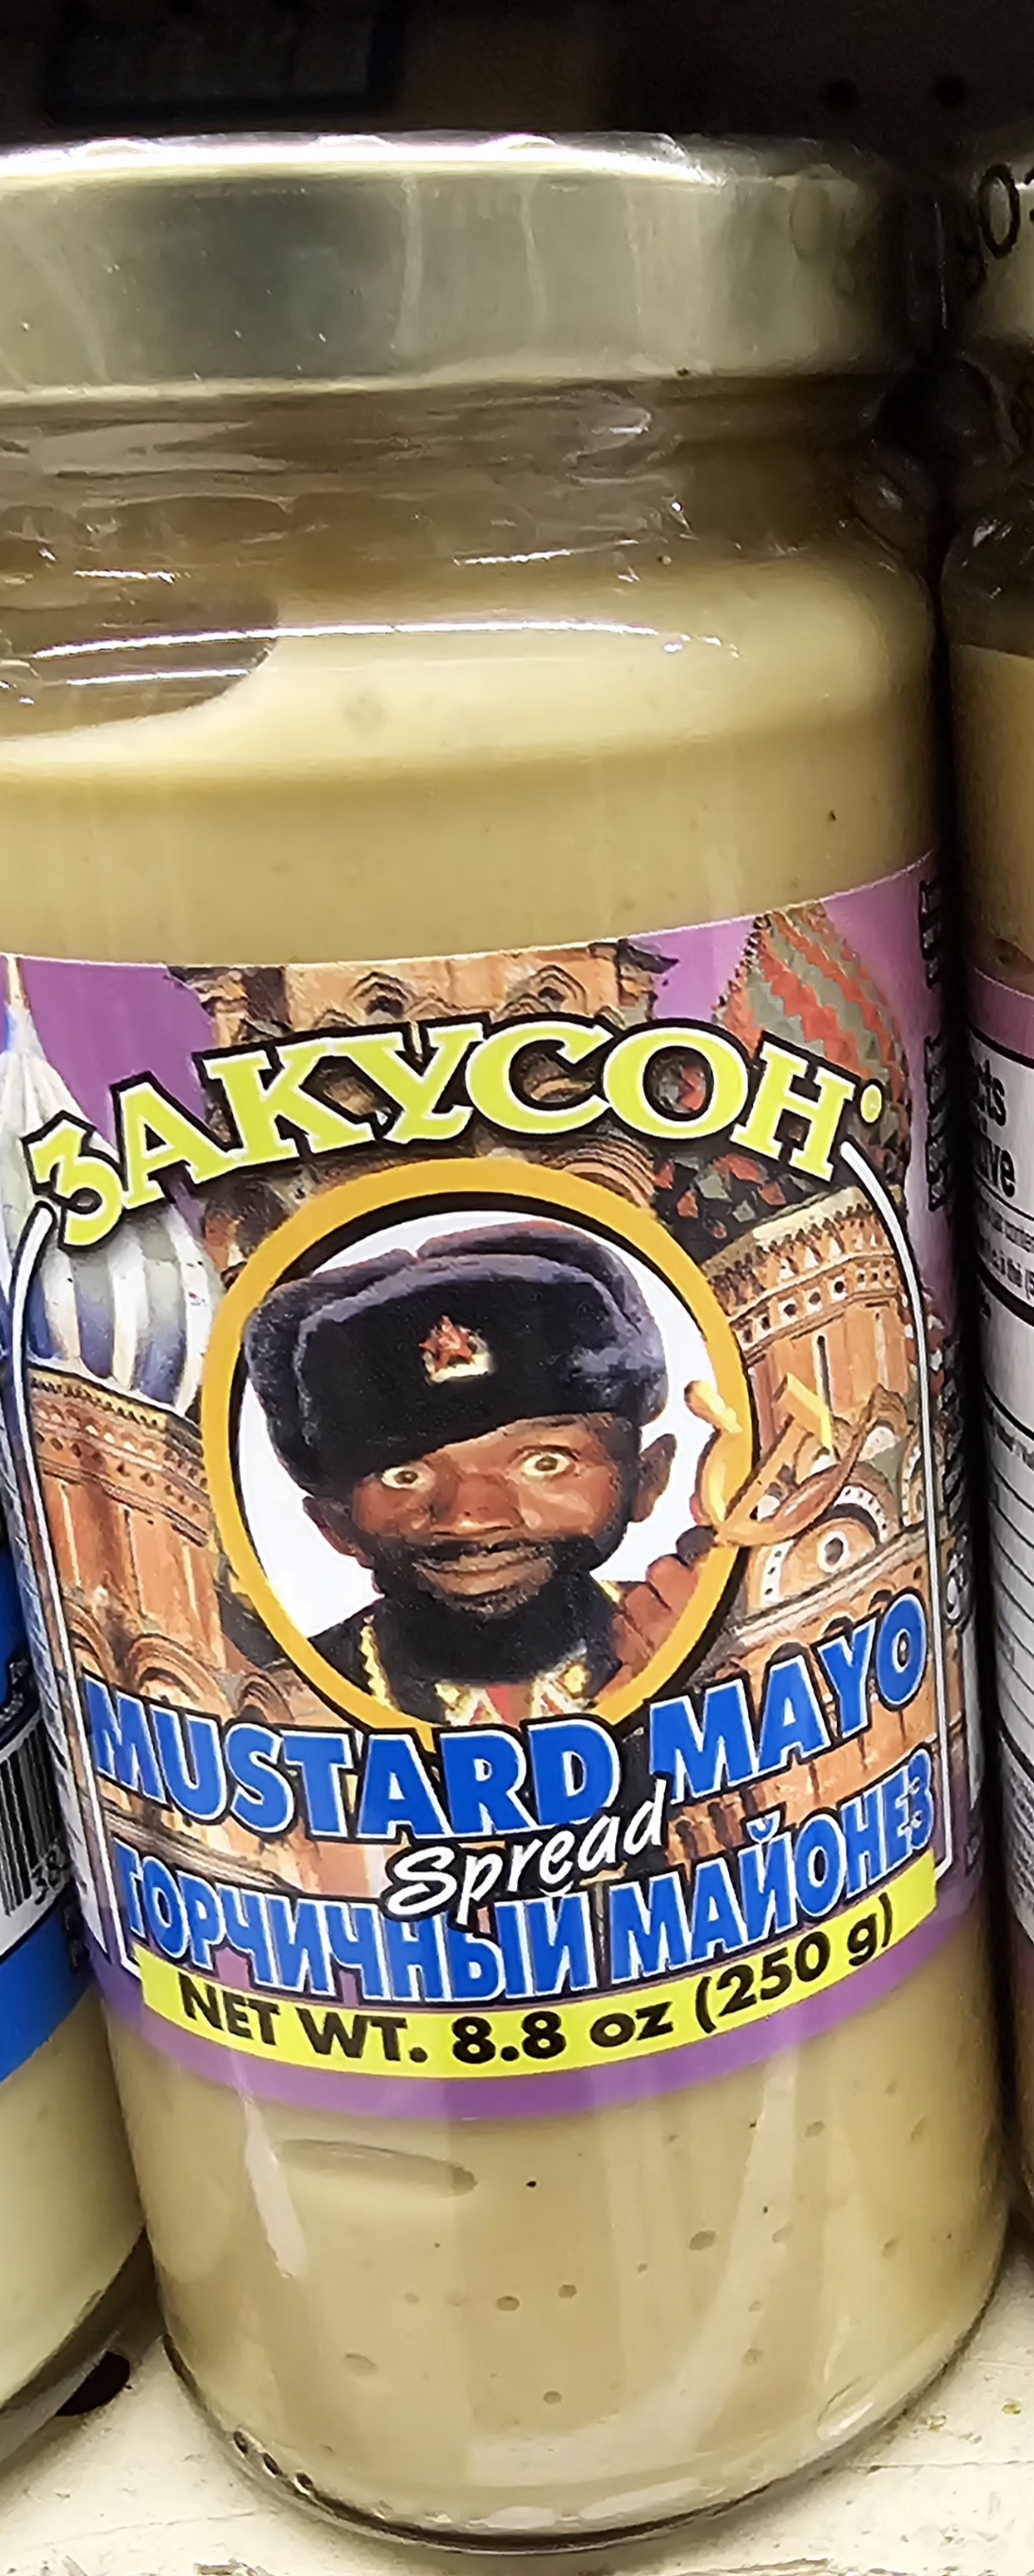 ЗАКУСОН®
MUSTARD MAYO
Spread
ГОРЧИЧНЫЙ МАЙОНЕЗ
NET WT. 8.8 oz (250 g)